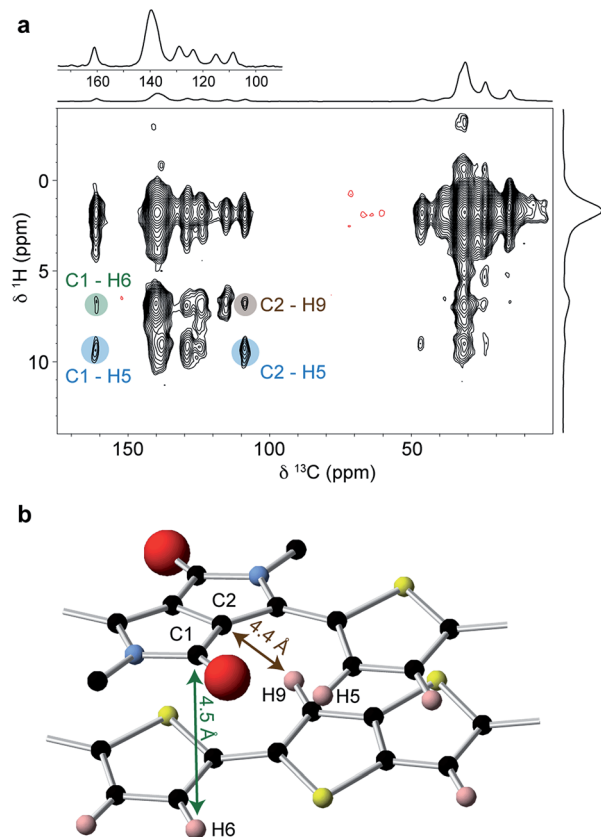 a
160 140 120 100
0
5
10
δ ¹H (ppm)
C1 - H6
C2 - H9
C1 - H5
C2 - H5
150 100 50
δ ¹³C (ppm)
b
C2
C1
4.4 Å
H9
H5
4.5 Å
H6